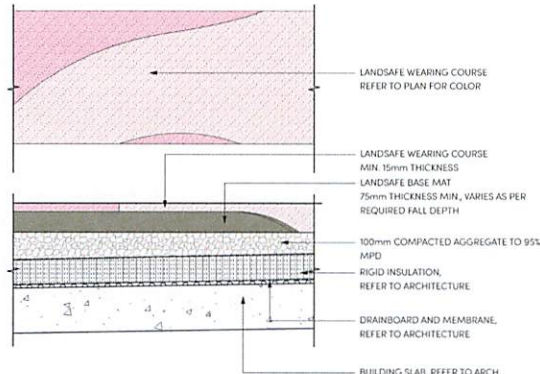 LANDSAFE WEARING COURSE
REFER TO PLAN FOR COLOR
LANDSAFE WEARING COURSE
MIN. 15mm THICKNESS
LANDSAFE BASE MAT
75mm THICKNESS MIN., VARIES AS PER
REQUIRED FALL DEPTH
100mm COMPACTED AGGREGATE TO 95%
MPD
RIGID INSULATION,
REFER TO ARCHITECTURE
DRAINBOARD AND MEMBRANE,
REFER TO ARCHITECTURE
BUILDING SLAB, REFER TO ARCH